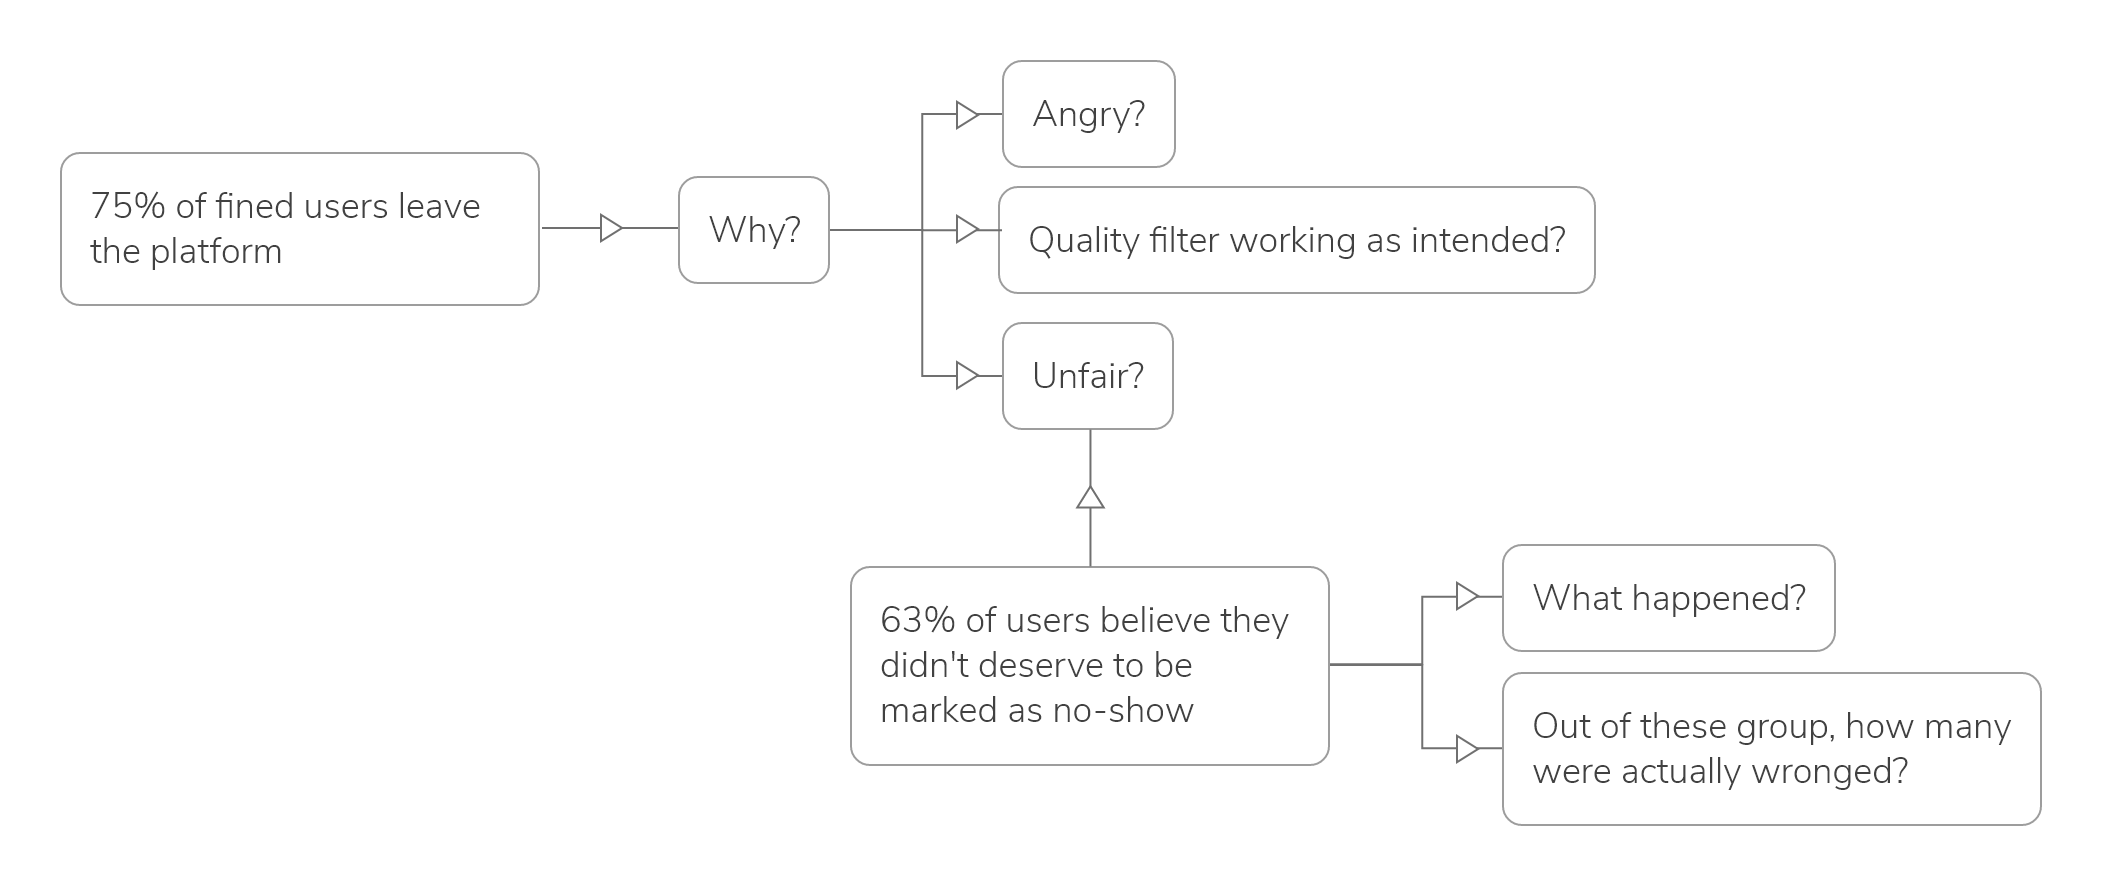 75% of fined users leave
the platform
Why?
Angry?
Quality filter working as intended?
Unfair?
63% of users believe they
didn't deserve to be
marked as no-show
What happened?
Out of these group, how many
were actually wronged?